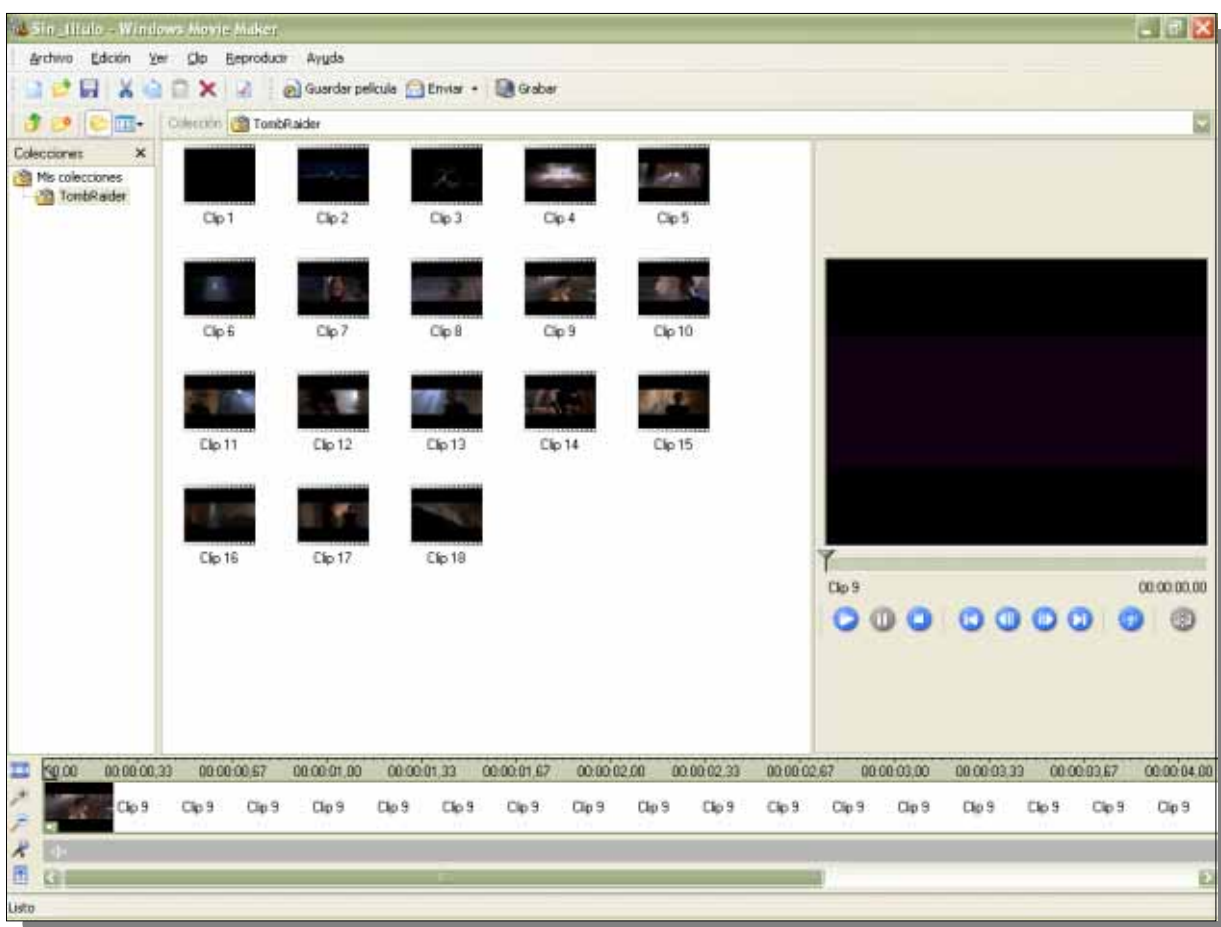 Sin_titulo - Windows Movie Maker
Archivo Edición Ver Clip Reproducir Ayuda
Guardar película Enviar Grabar
Colección TombRaider
Colecciones
Mis colecciones
TombRaider
Clip 1 Clip 2 Clip 3 Clip 4 Clip 5
Clip 6 Clip 7 Clip 8 Clip 9 Clip 10
Clip 11 Clip 12 Clip 13 Clip 14 Clip 15
Clip 16 Clip 17 Clip 18
Clip 9 00:00:00,00
00:00:00,33 00:00:00,67 00:00:01,00 00:00:01,33 00:00:01,67 00:00:02,00 00:00:02,33 00:00:02,67 00:00:03,00 00:00:03,33 00:00:03,67 00:00:04,00
Clip 9 Clip 9 Clip 9 Clip 9 Clip 9 Clip 9 Clip 9 Clip 9 Clip 9 Clip 9 Clip 9 Clip 9 Clip 9 Clip 9 Clip 9 Clip 9 Clip 9
Listo